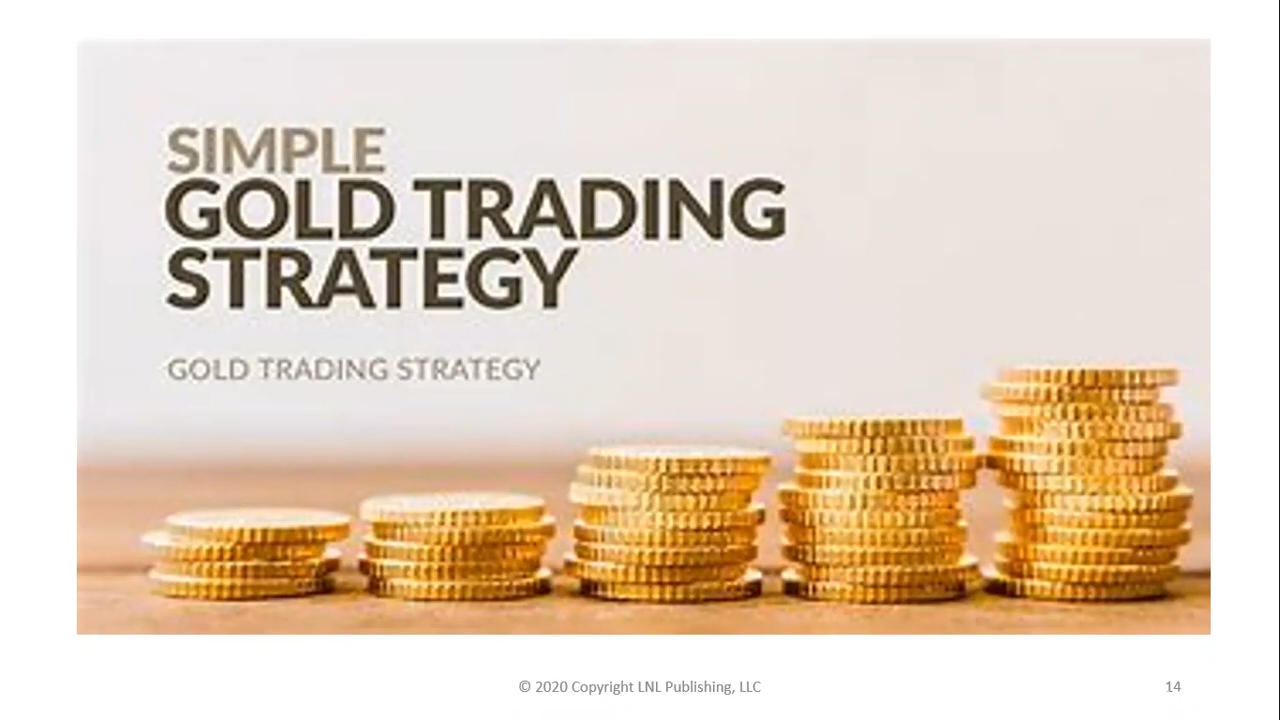 SIMPLE
GOLD TRADING
STRATEGY
GOLD TRADING STRATEGY
© 2020 Copyright LNL Publishing, LLC
14